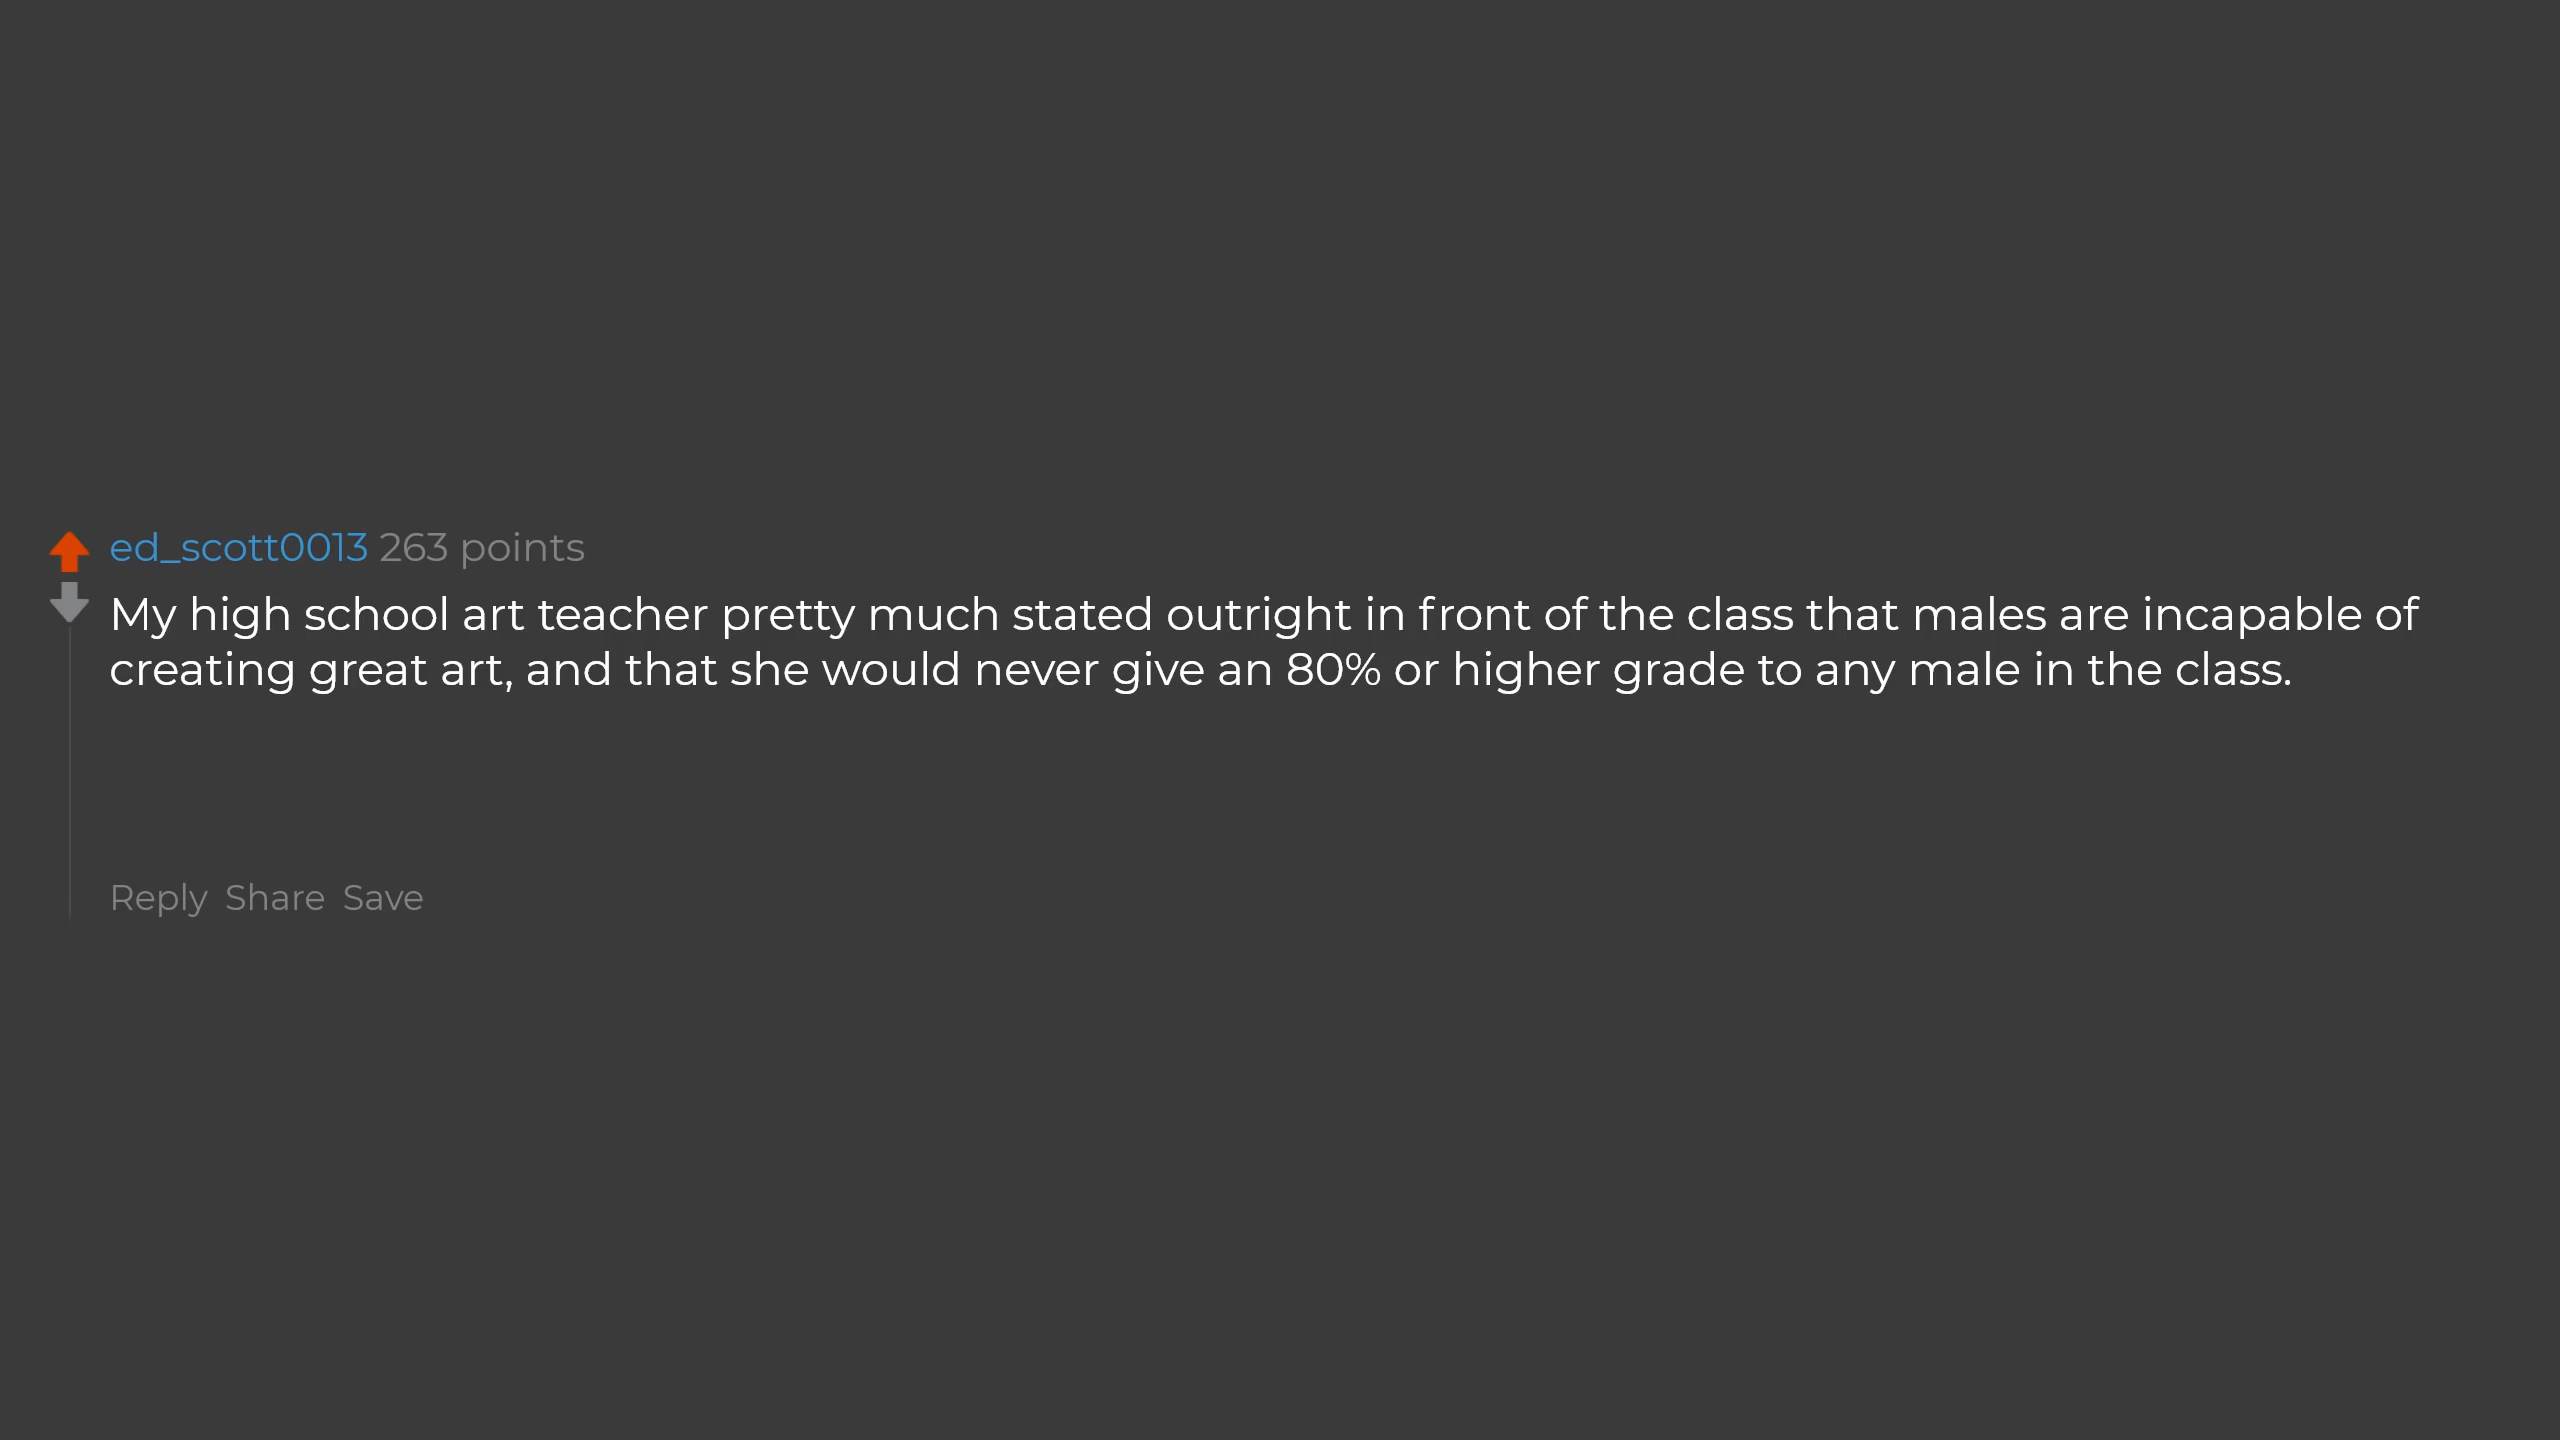 ed_scott0013 263 points
My high school art teacher pretty much stated outright in front of the class that males are incapable of
creating great art, and that she would never give an 80% or higher grade to any male in the class.
Reply Share Save